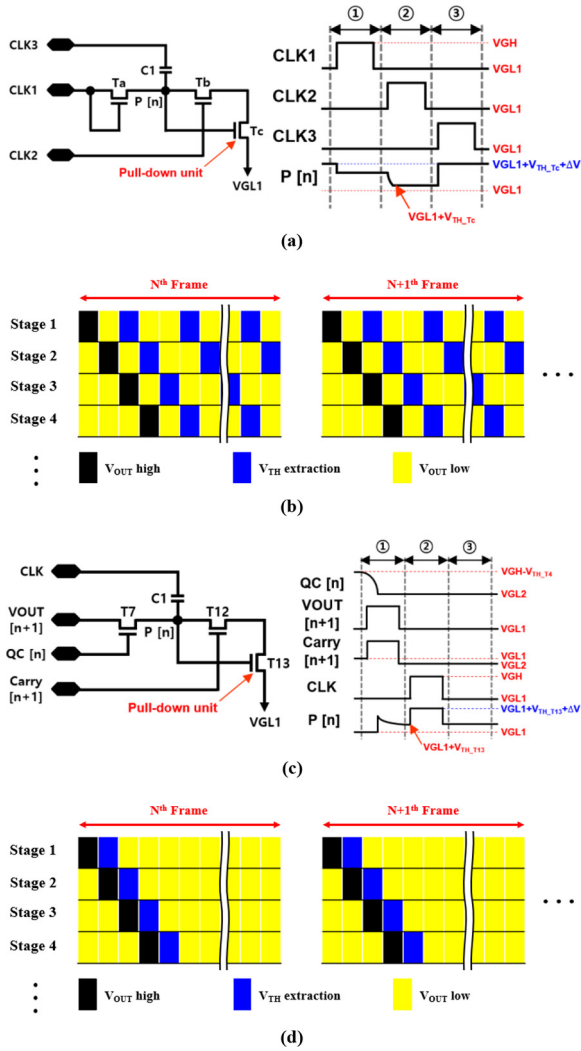 ① ② ③
CLK3
CLK1
CLK2
C1
Ta
Tb
P [n]
Tc
Pull-down unit
VGL1
CLK1
VGH
VGL1
CLK2
VGL1
CLK3
VGL1
P [n]
VGL1+VTH_Tc+ΔV
VGL1
VGL1+VTH_Tc
(a)
Nth Frame
N+1th Frame
Stage 1
Stage 2
Stage 3
Stage 4
VOUT high
VTH extraction
VOUT low
(b)
CLK
VOUT
[n+1]
QC [n]
Carry
[n+1]
C1
T7
T12
P [n]
T13
Pull-down unit
VGL1
① ② ③
QC [n]
VGH-VTH_T4
VGL2
VOUT
[n+1]
VGL1
Carry
[n+1]
VGL1
VGL2
CLK
VGH
VGL1
P [n]
VGL1+VTH_T13+ΔV
VGL1
VGL1+VTH_T13
(c)
Nth Frame
N+1th Frame
Stage 1
Stage 2
Stage 3
Stage 4
VOUT high
VTH extraction
VOUT low
(d)